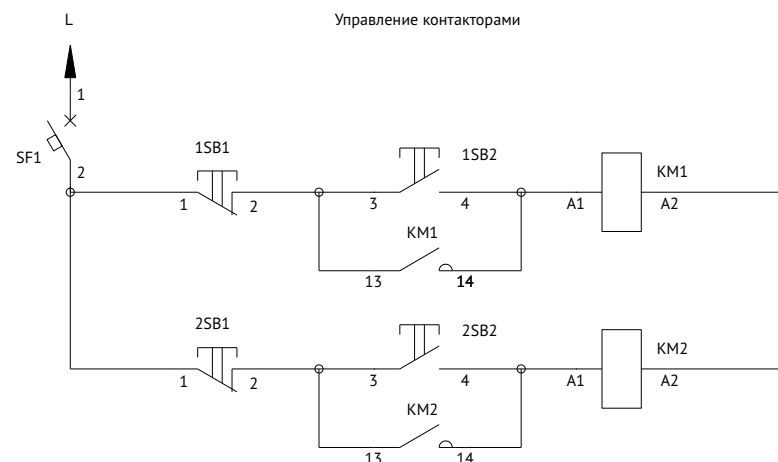 L Управление контакторами
1
SF1
2
1SB1 1SB2 KM1
1 2 3 4 A1 A2
KM1
13 14
2SB1 2SB2 KM2
1 2 3 4 A1 A2
KM2
13 14